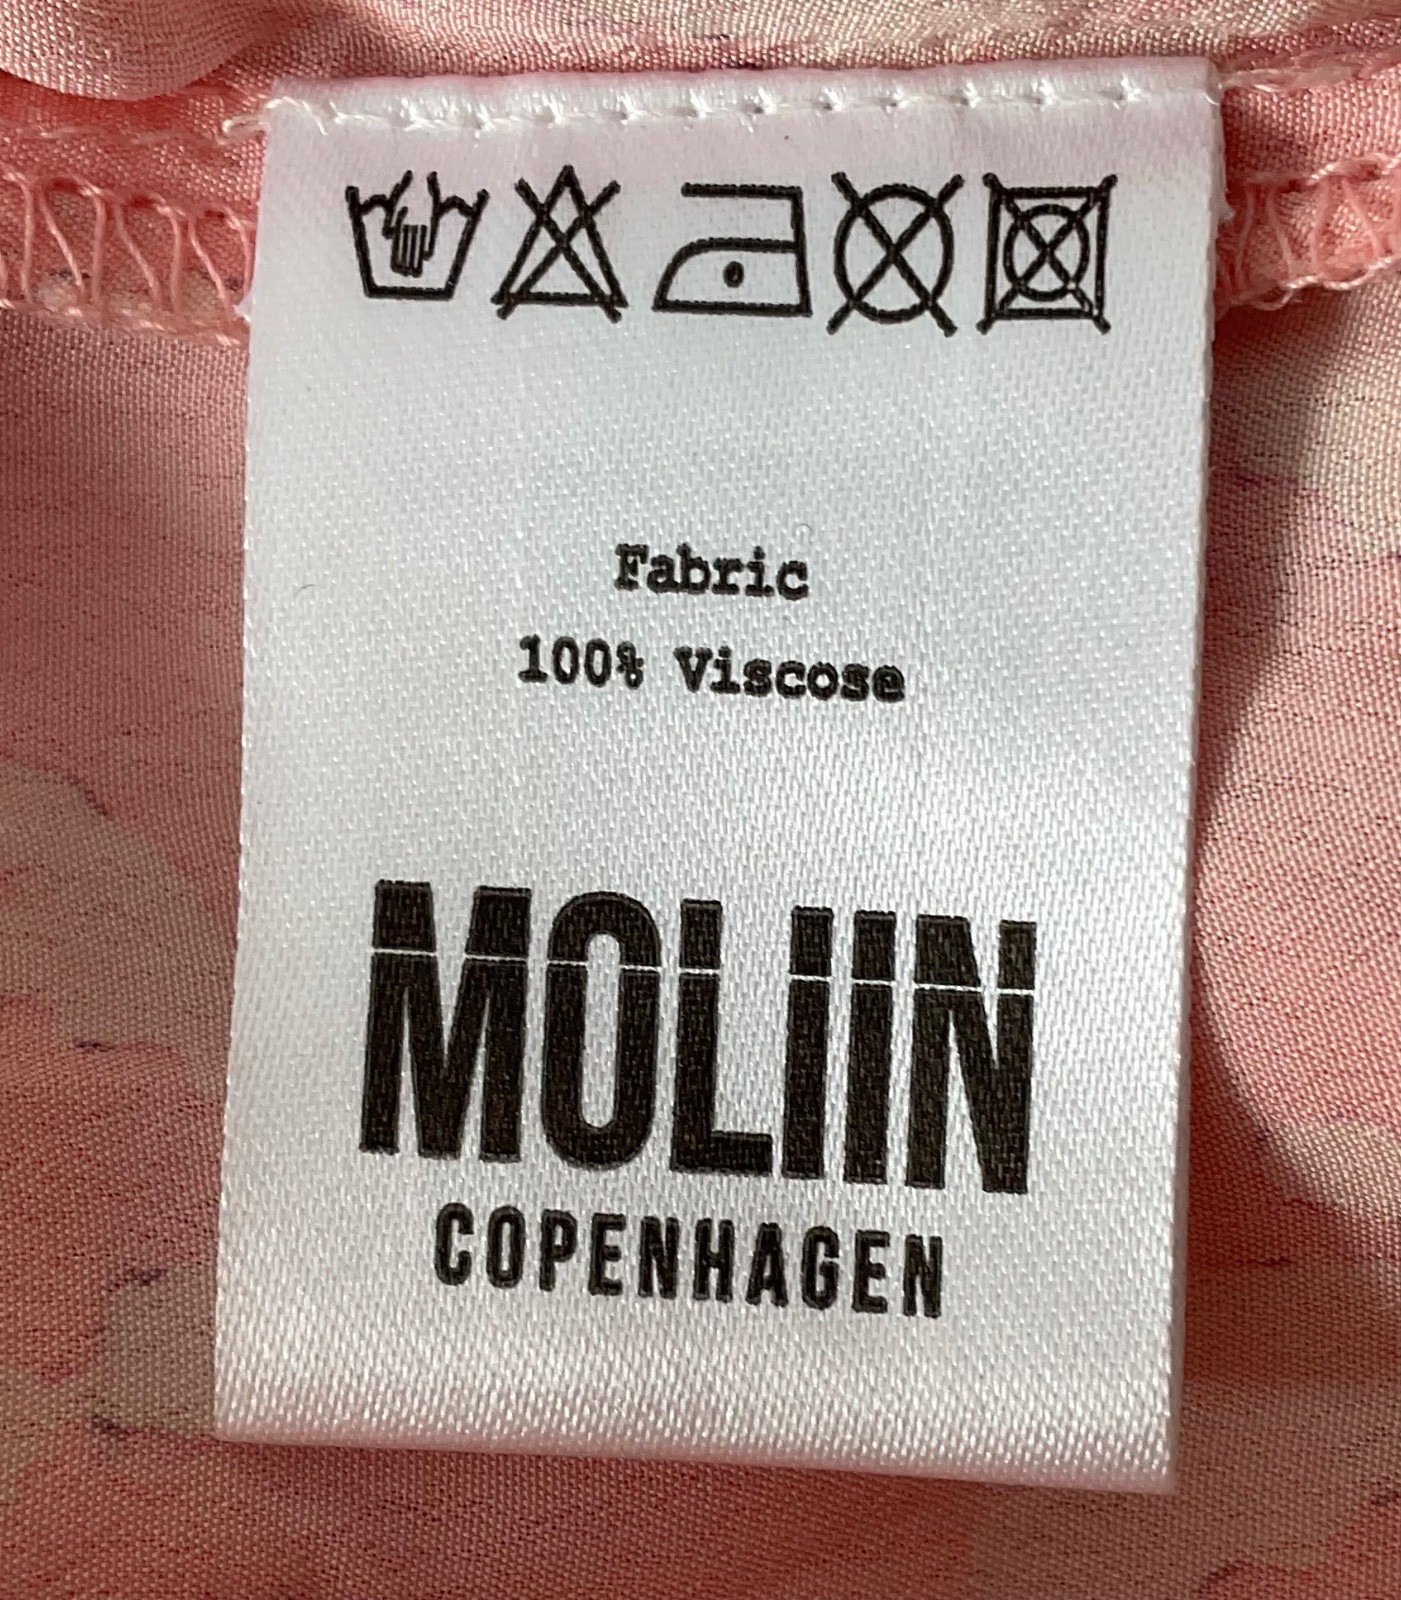 Fabric
100% Viscose
MOLIIN
COPENHAGEN